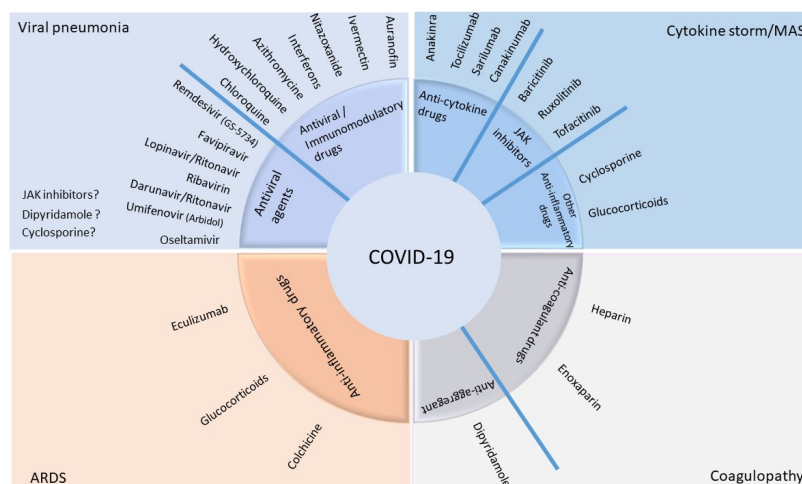 Viral pneumonia
Auranofin
Ivermectin
Nitazoxanide
Interferons
Azithromycine
Hydroxychloroquine
Chloroquine
Antiviral /
Immunomodulatory
drugs
Remdesivir (GS-5734)
Favipiravir
Lopinavir/Ritonavir
Ribavirin
Darunavir/Ritonavir
Umifenovir (Arbidol)
Oseltamivir
Antiviral
agents
JAK inhibitors?
Dipyridamole ?
Cyclosporine?
Cytokine storm/MAS
Anakinra
Tocilizumab
Sarilumab
Canakinumab
Anti-cytokine
drugs
Baricitinib
Ruxolitinib
Tofacitinib
JAK
inhibitors
Cyclosporine
Glucocorticoids
Other
Anti-inflammatory
drugs
COVID-19
Anti-inflammatory drugs
Eculizumab
Glucocorticoids
Colchicine
ARDS
Anti-coagulant drugs
Heparin
Enoxaparin
Anti-aggregant
Dipyridamole
Coagulopathy